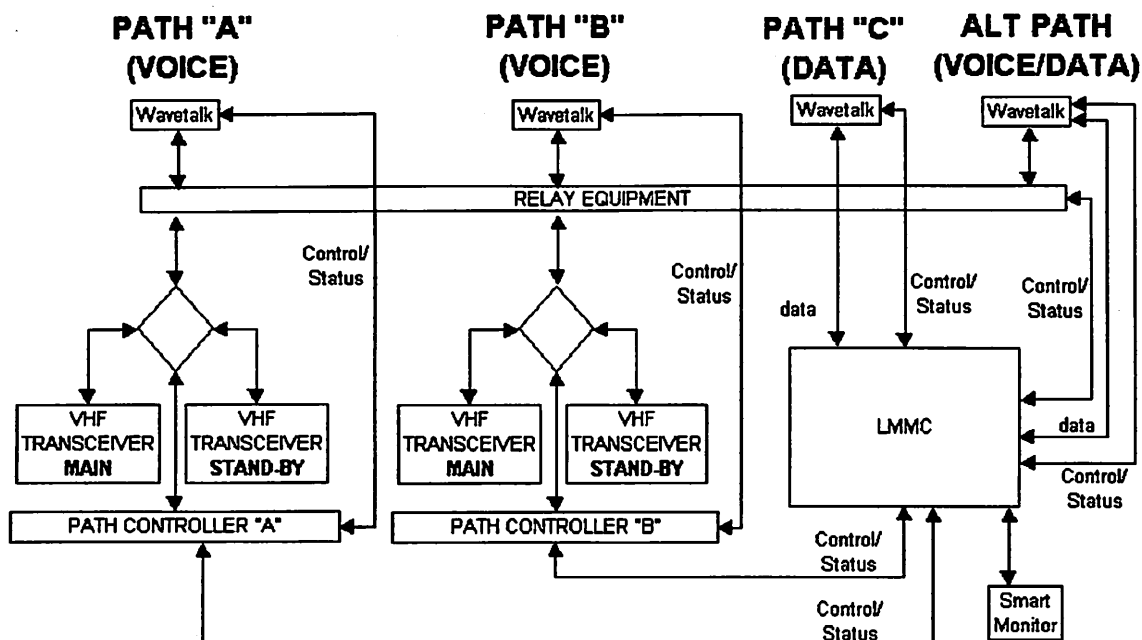 PATH "A"
(VOICE)
PATH "B"
(VOICE)
PATH "C"
(DATA)
ALT PATH
(VOICE/DATA)
Wavetalk
Wavetalk
Wavetalk
Wavetalk
RELAY EQUIPMENT
Control/
Status
Control/
Status
data
Control/
Status
Control/
Status
VHF
TRANSCEIVER
MAIN
VHF
TRANSCEIVER
STAND-BY
VHF
TRANSCEIVER
MAIN
VHF
TRANSCEIVER
STAND-BY
LMMC
data
Control/
Status
PATH CONTROLLER "A"
PATH CONTROLLER "B"
Control/
Status
Control/
Status
Smart
Monitor